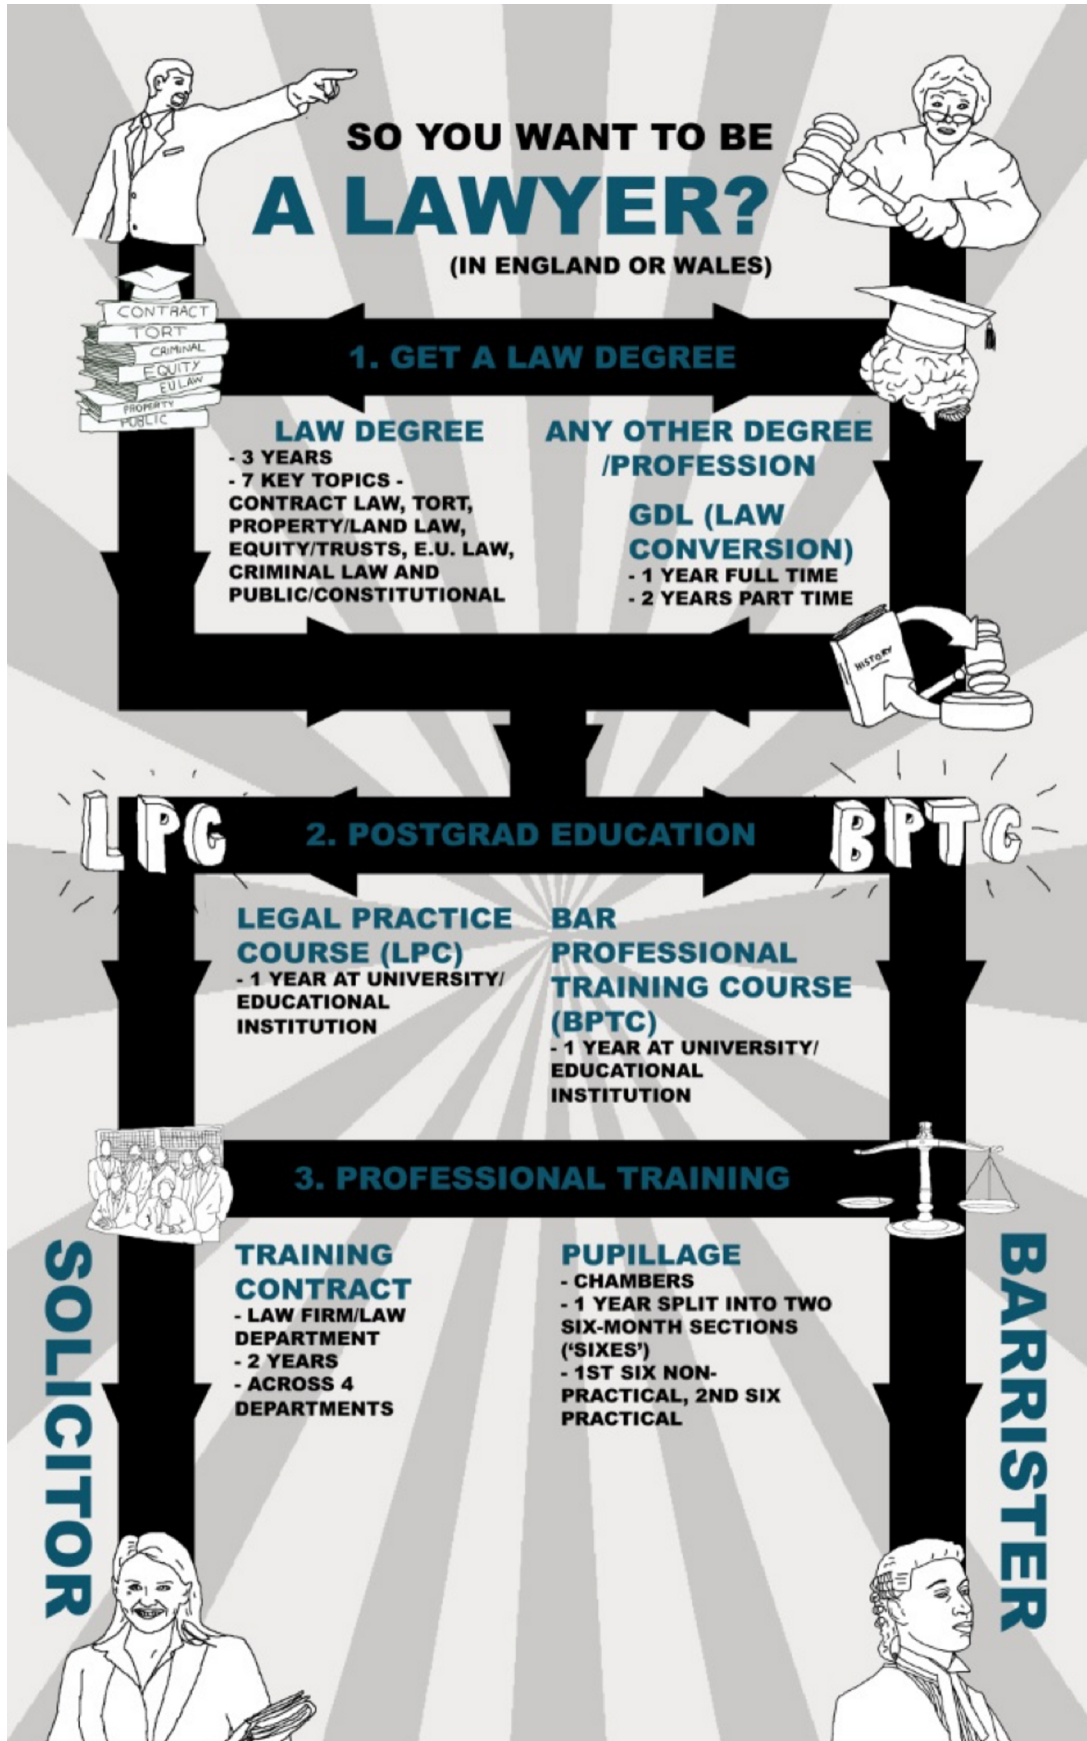 SO YOU WANT TO BE
A LAWYER?
(IN ENGLAND OR WALES)
CONTRACT
TORT
CRIMINAL
EQUITY
EU LAW
PROPERTY
PUBLIC
1. GET A LAW DEGREE
LAW DEGREE
- 3 YEARS
- 7 KEY TOPICS -
CONTRACT LAW, TORT,
PROPERTY/LAND LAW,
EQUITY/TRUSTS, E.U. LAW,
CRIMINAL LAW AND
PUBLIC/CONSTITUTIONAL
ANY OTHER DEGREE
/PROFESSION
GDL (LAW
CONVERSION)
- 1 YEAR FULL TIME
- 2 YEARS PART TIME
HISTORY
LPC
2. POSTGRAD EDUCATION
BPTC
LEGAL PRACTICE
COURSE (LPC)
- 1 YEAR AT UNIVERSITY/
EDUCATIONAL
INSTITUTION
BAR
PROFESSIONAL
TRAINING COURSE
(BPTC)
- 1 YEAR AT UNIVERSITY/
EDUCATIONAL
INSTITUTION
3. PROFESSIONAL TRAINING
TRAINING
CONTRACT
- LAW FIRM/LAW
DEPARTMENT
- 2 YEARS
- ACROSS 4
DEPARTMENTS
PUPILLAGE
- CHAMBERS
- 1 YEAR SPLIT INTO TWO
SIX-MONTH SECTIONS
(‘SIXES’)
- 1ST SIX NON-
PRACTICAL, 2ND SIX
PRACTICAL
SOLICITOR
BARRISTER